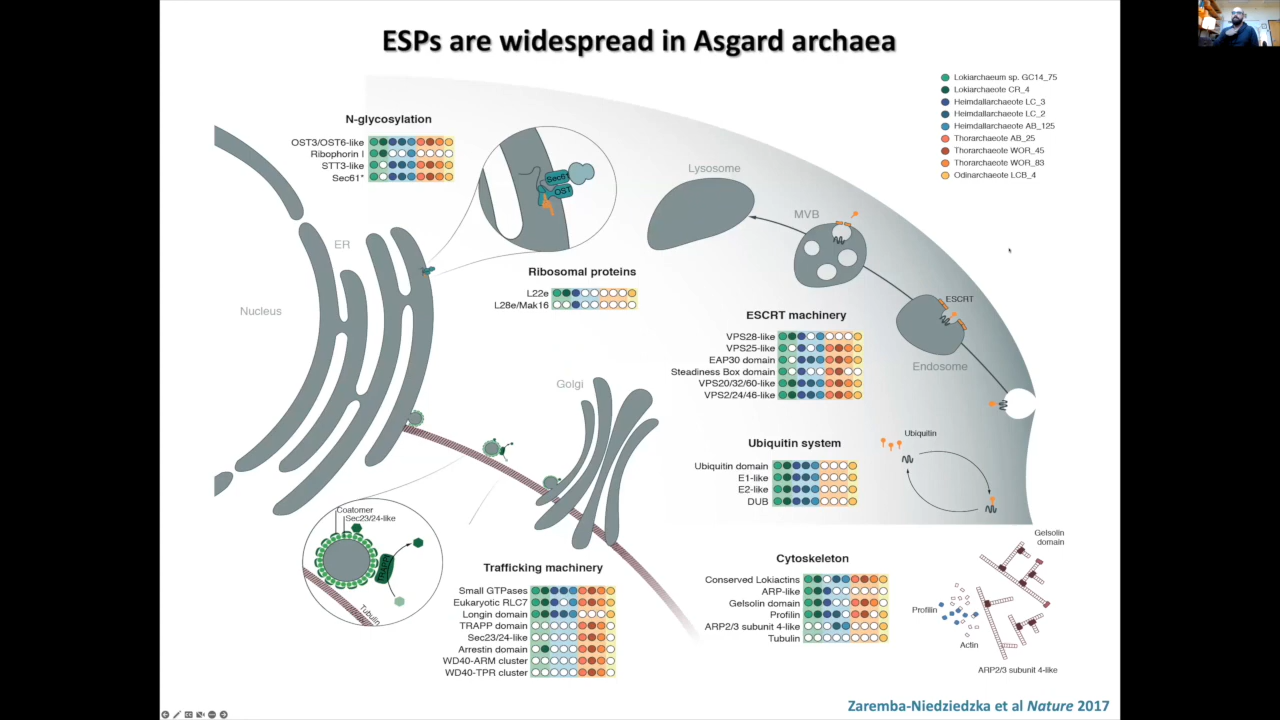 ESPs are widespread in Asgard archaea
Lokiarchaeum sp. GC14_75
Lokiarchaeote CR_4
Heimdallarchaeote LC_3
Heimdallarchaeote LC_2
Heimdallarchaeote AB_125
Thorarchaeote AB_25
Thorarchaeote WOR_45
Thorarchaeote WOR_83
Odinarchaeote LCB_4
N-glycosylation
OST3/OST6-like
Ribophorin I
STT3-like
Sec61*
Sec61
OST
Lysosome
MVB
ER
Nucleus
Ribosomal proteins
L22e
L28e/Mak16
ESCRT
ESCRT machinery
VPS28-like
VPS25-like
EAP30 domain
Steadiness Box domain
VPS20/32/60-like
VPS2/24/46-like
Endosome
Golgi
Ubiquitin
Ubiquitin system
Ubiquitin domain
E1-like
E2-like
DUB
Coatomer
Sec23/24-like
TRAPP
Tubulin
Trafficking machinery
Small GTPases
Eukaryotic RLC7
Longin domain
TRAPP domain
Sec23/24-like
Arrestin domain
WD40-ARM cluster
WD40-TPR cluster
Cytoskeleton
Conserved Lokiactins
ARP-like
Gelsolin domain
Profilin
ARP2/3 subunit 4-like
Tubulin
Gelsolin
domain
Profilin
Actin
ARP2/3 subunit 4-like
Zaremba-Niedziedzka et al Nature 2017